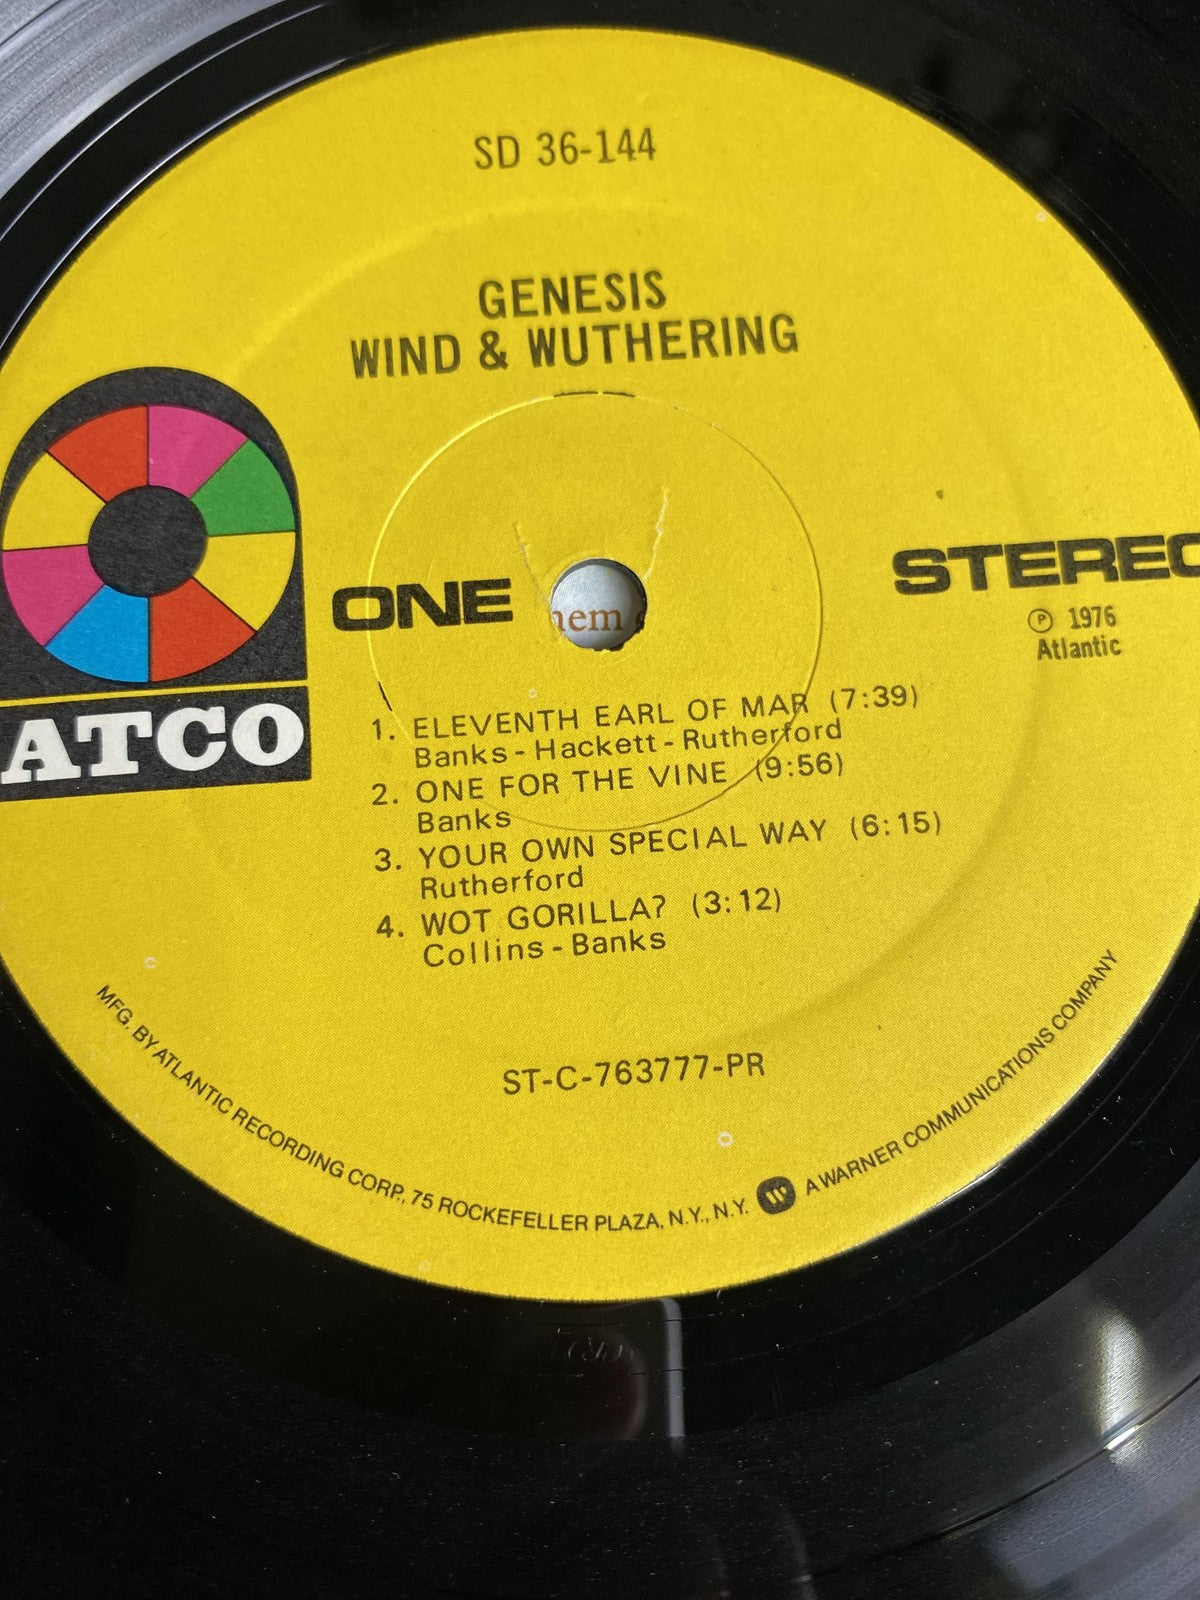 SD 36-144
GENESIS
WIND & WUTHERING
ATCO
ONE
STEREO
℗ 1976
Atlantic
1. ELEVENTH EARL OF MAR (7:39)
Banks - Hackett - Rutherford
2. ONE FOR THE VINE (9:56)
Banks
3. YOUR OWN SPECIAL WAY (6:15)
Rutherford
4. WOT GORILLA? (3:12)
Collins - Banks
ST-C-763777-PR
MFG. BY ATLANTIC RECORDING CORP., 75 ROCKEFELLER PLAZA, N.Y., N.Y. W A WARNER COMMUNICATIONS COMPANY